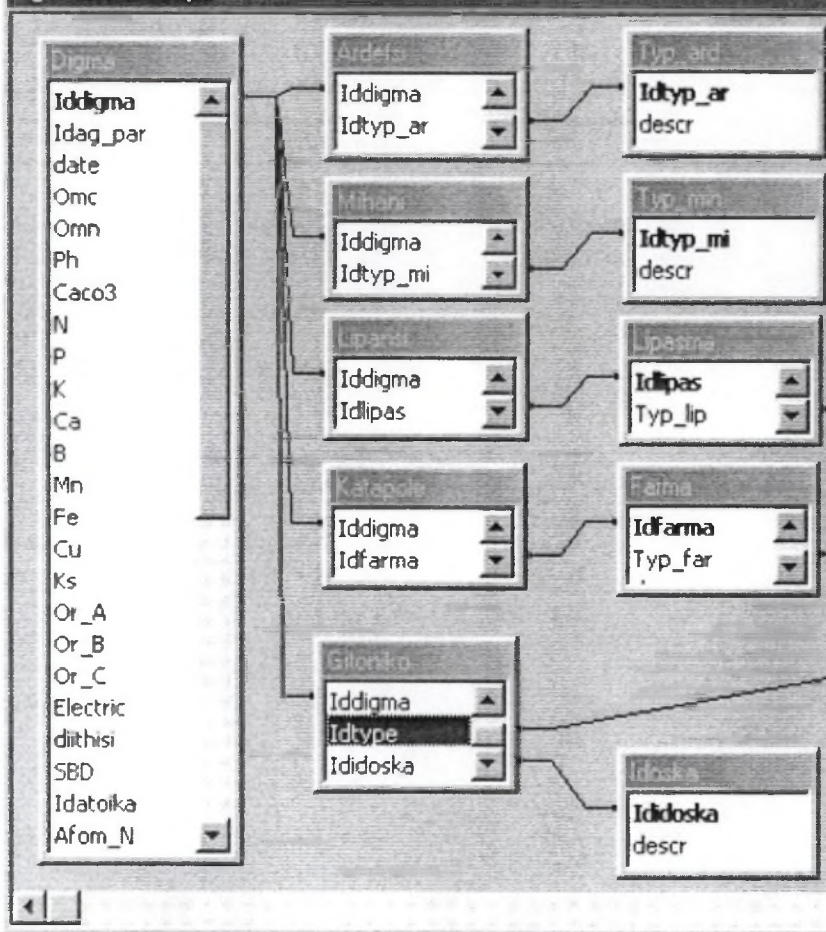 Digma
Iddigma
Idag_par
date
Omc
Omn
Ph
Caco3
N
P
K
Ca
B
Mn
Fe
Cu
Ks
Or_A
Or_B
Or_C
Electric
diithisi
SBD
Idatoika
Afom_N
Ardefsi
Iddigma
Idtyp_ar
Typ_ard
Idtyp_ar
descr
Mihani
Iddigma
Idtyp_mi
Idtyp_mi
descr
Lipansi
Iddigma
Idlipas
Lipasma
Idlipas
Typ_lip
Katapole
Iddigma
Idfarma
Farma
Idfarma
Typ_far
Gitoniko
Iddigma
Idtype
Ididoska
Idoska
Ididoska
descr